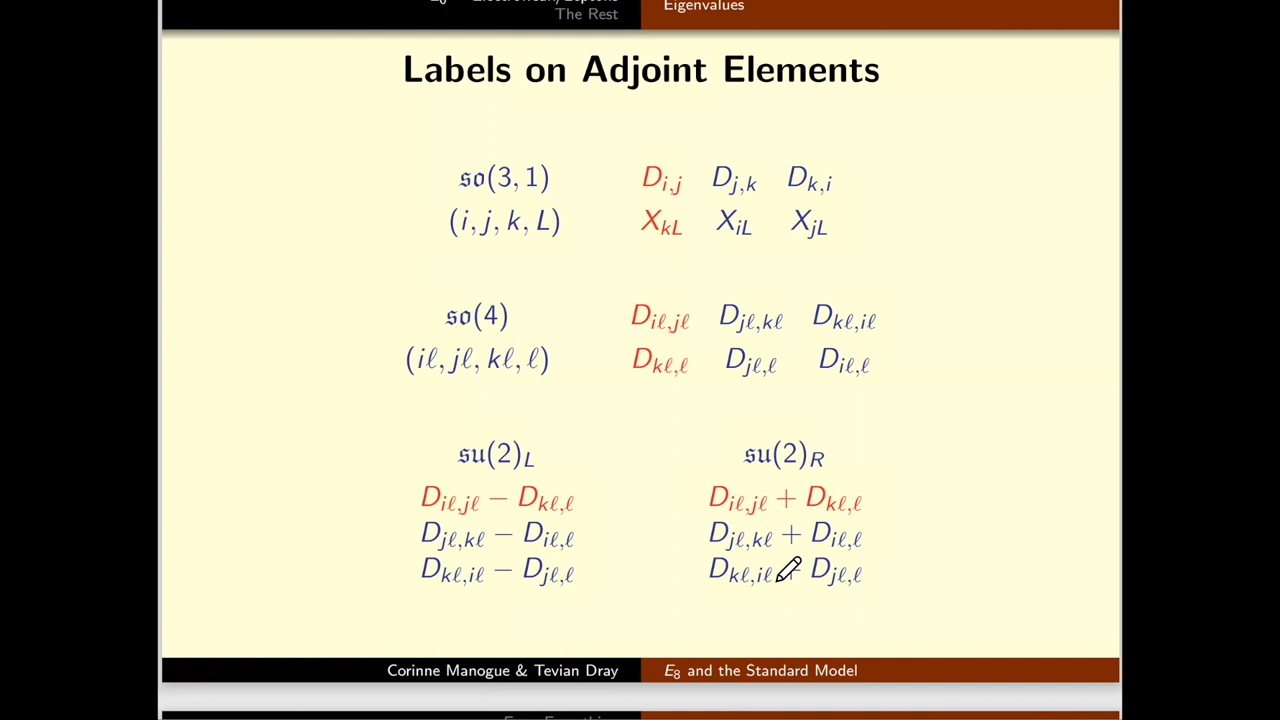 The Rest
Eigenvalues
Labels on Adjoint Elements
𝔰𝔬(3, 1) D_{i,j} D_{j,k} D_{k,i}
(i, j, k, L) X_{kL} X_{iL} X_{jL}
𝔰𝔬(4) D_{iℓ,jℓ} D_{jℓ,kℓ} D_{kℓ,iℓ}
(iℓ, jℓ, kℓ, ℓ) D_{kℓ,ℓ} D_{jℓ,ℓ} D_{iℓ,ℓ}
𝔰𝔲(2)_L 𝔰𝔲(2)_R
D_{iℓ,jℓ} − D_{kℓ,ℓ} D_{iℓ,jℓ} + D_{kℓ,ℓ}
D_{jℓ,kℓ} − D_{iℓ,ℓ} D_{jℓ,kℓ} + D_{iℓ,ℓ}
D_{kℓ,iℓ} − D_{jℓ,ℓ} D_{kℓ,iℓ} + D_{jℓ,ℓ}
Corinne Manogue & Tevian Dray E₈ and the Standard Model